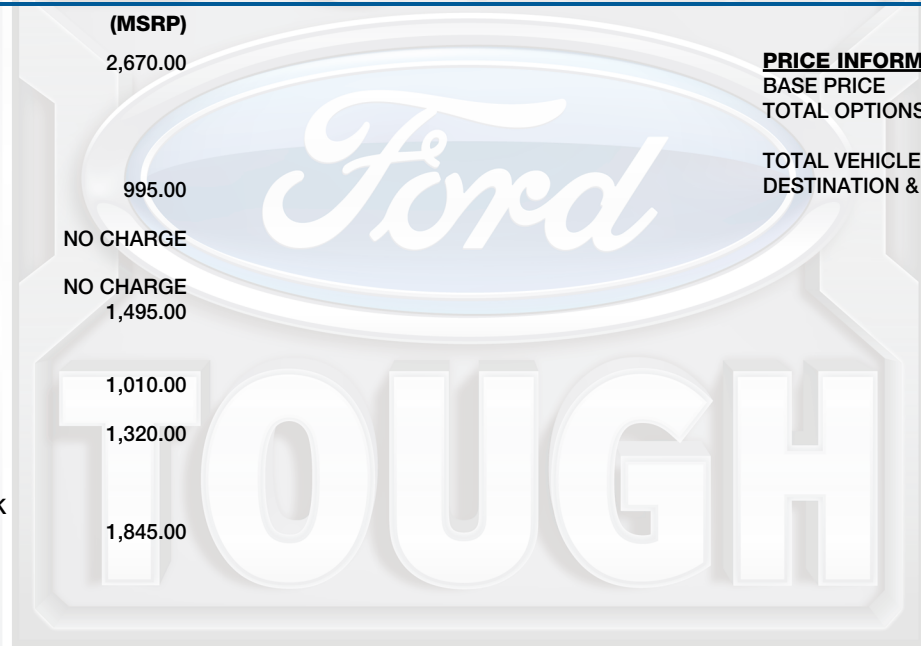 (MSRP)
2,670.00
995.00
NO CHARGE
NO CHARGE
1,495.00
1,010.00
1,320.00
K
1,845.00
PRICE INFORM
BASE PRICE
TOTAL OPTIONS
TOTAL VEHICLE
DESTINATION &
Ford
TOUGH